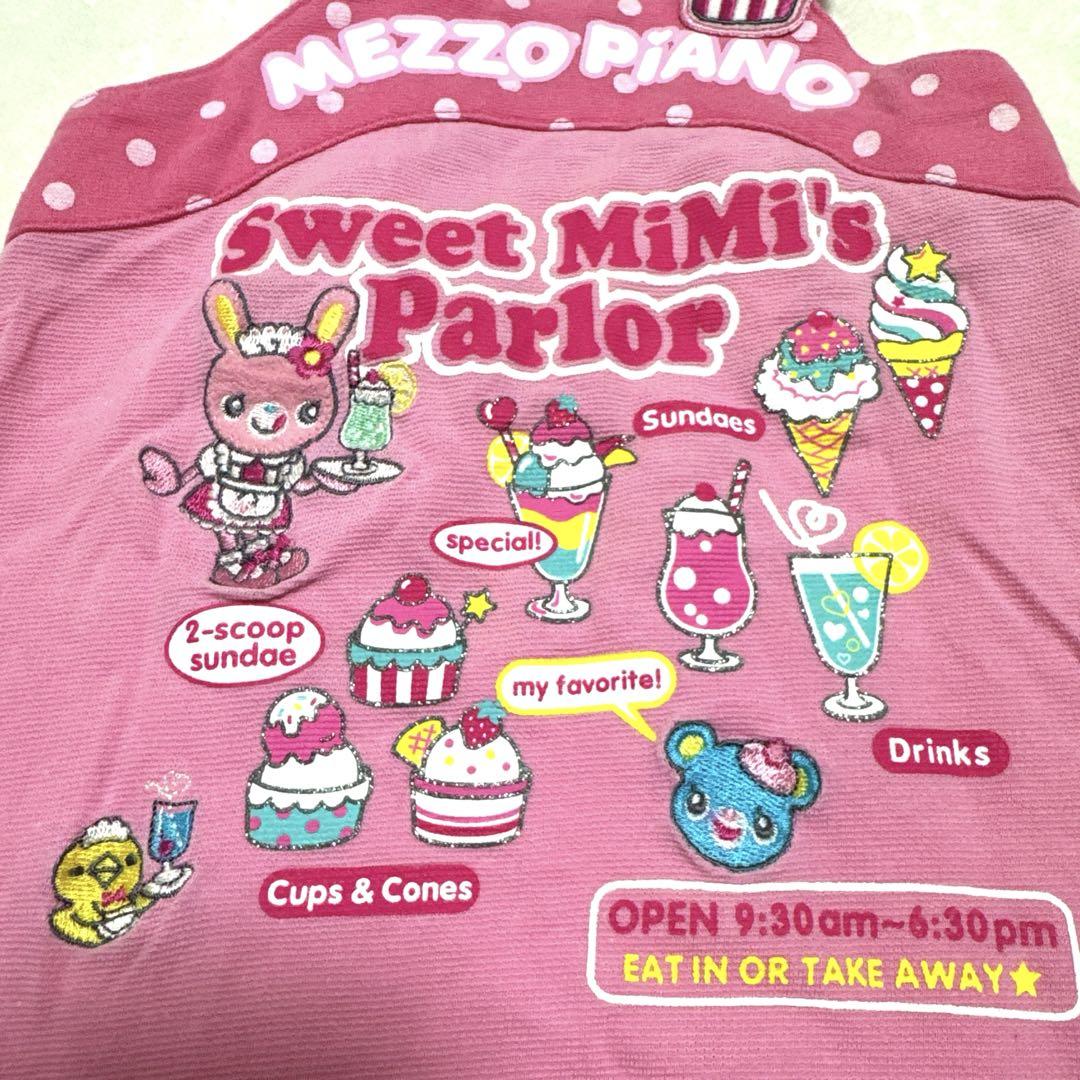 MEZZO PiANO
Sweet MiMi's
Parlor
Sundaes
special!
2-scoop
sundae
my favorite!
Drinks
Cups & Cones
OPEN 9:30am~6:30pm
EAT IN OR TAKE AWAY★